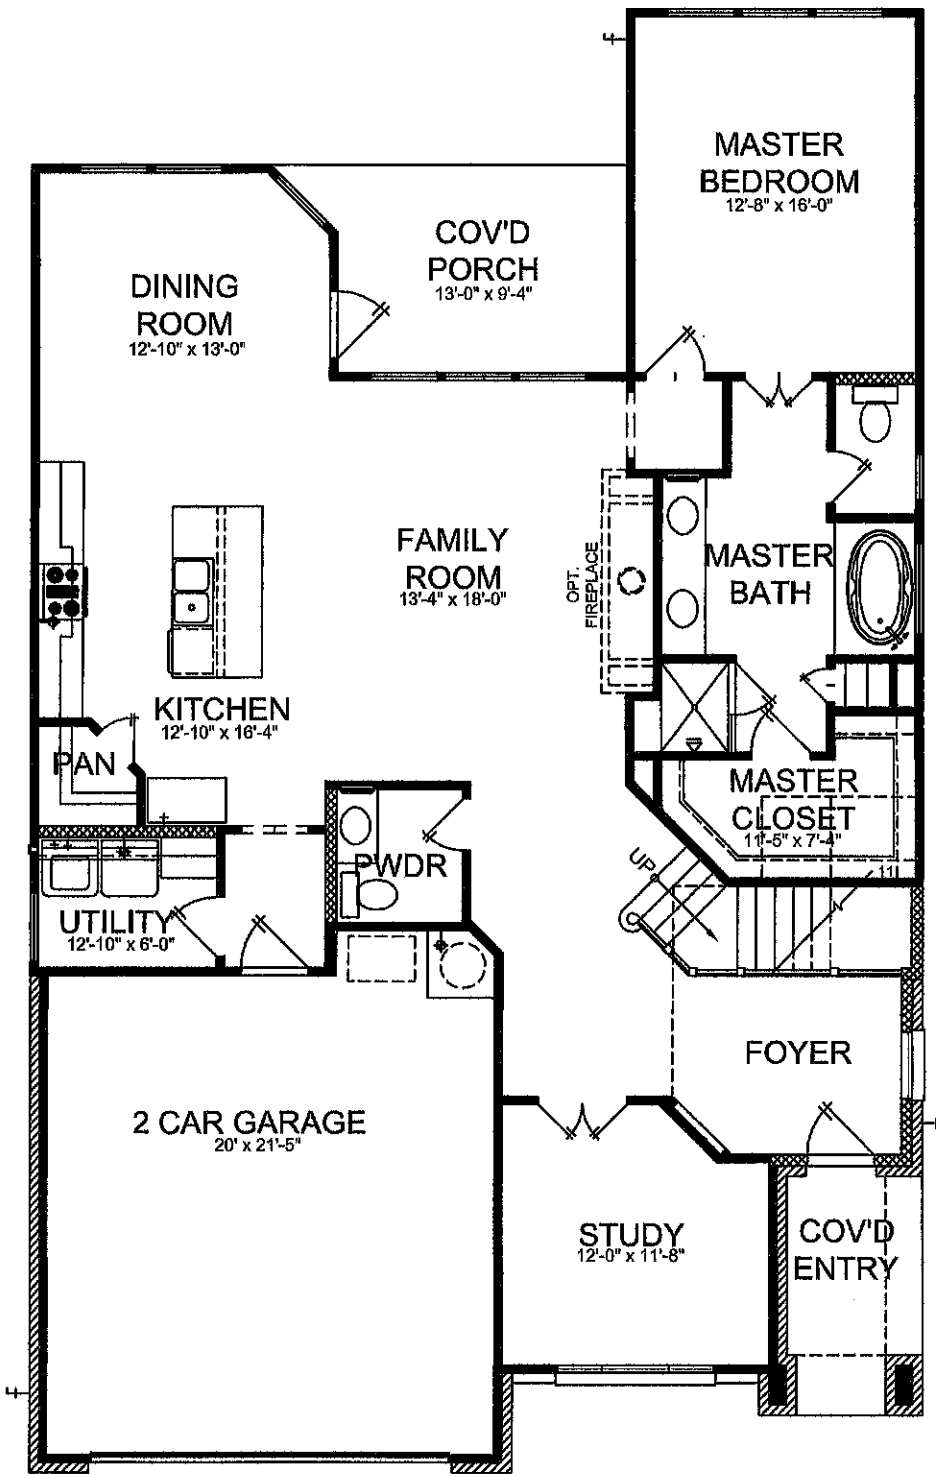 MASTER
BEDROOM
12'-8" x 16'-0"
COV'D
PORCH
13'-0" x 9'-4"
DINING
ROOM
12'-10" x 13'-0"
FAMILY
ROOM
13'-4" x 18'-0"
OPT.
FIREPLACE
MASTER
BATH
KITCHEN
12'-10" x 16'-4"
PAN
MASTER
CLOSET
11'-5" x 7'-4"
PWDR
UP
11
UTILITY
12'-10" x 6'-0"
FOYER
2 CAR GARAGE
20' x 21'-5"
STUDY
12'-0" x 11'-8"
COV'D
ENTRY